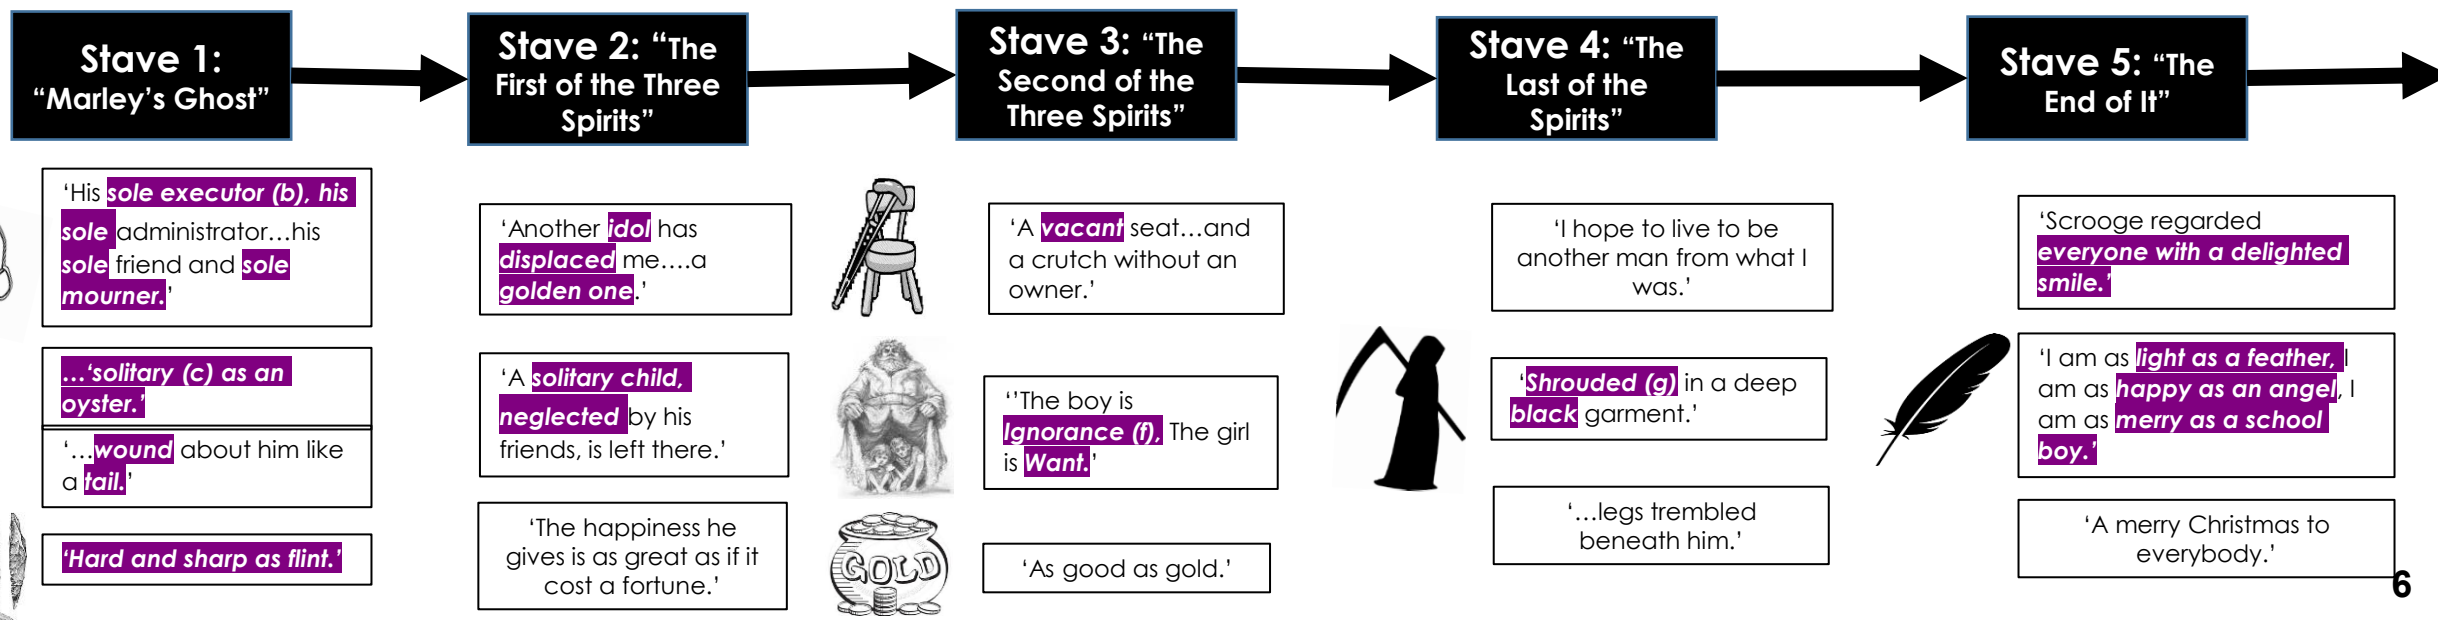 Stave 1:
“Marley’s Ghost”
Stave 2: “The
First of the Three
Spirits”
Stave 3: “The
Second of the
Three Spirits”
Stave 4: “The
Last of the
Spirits”
Stave 5: “The
End of It”
‘His sole executor (b), his
sole administrator…his
sole friend and sole
mourner.’
…‘solitary (c) as an
oyster.’
‘…wound about him like
a tail.’
‘Hard and sharp as flint.’
‘Another idol has
displaced me….a
golden one.’
‘A solitary child,
neglected by his
friends, is left there.’
‘The happiness he
gives is as great as if it
cost a fortune.’
‘A vacant seat…and
a crutch without an
owner.’
‘’The boy is
Ignorance (f), The girl
is Want.’
GOLD
‘As good as gold.’
‘I hope to live to be
another man from what I
was.’
‘Shrouded (g) in a deep
black garment.’
‘…legs trembled
beneath him.’
‘Scrooge regarded
everyone with a delighted
smile.’
‘I am as light as a feather, I
am as happy as an angel, I
am as merry as a school
boy.’
‘A merry Christmas to
everybody.’
6